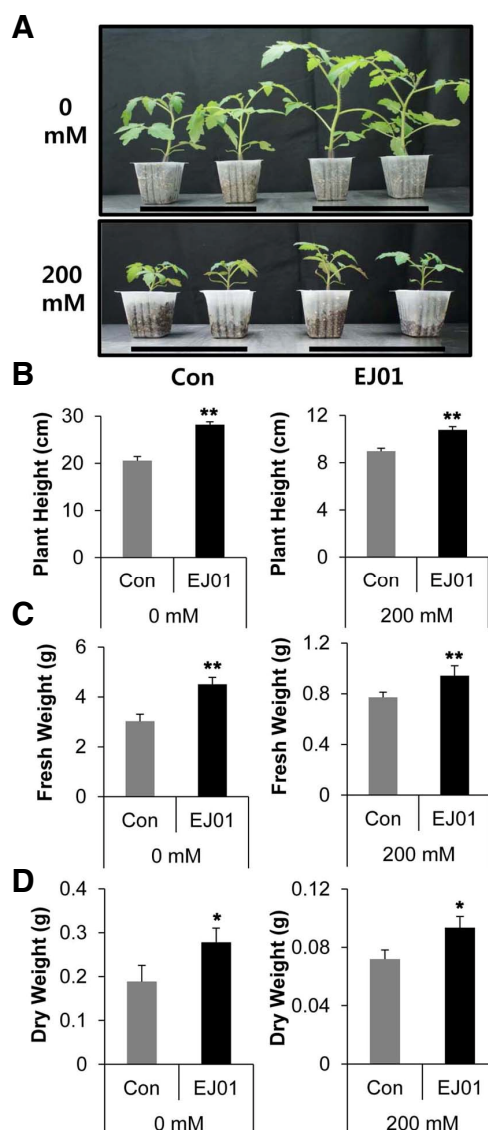 A
0
mM
200
mM
Con EJ01
B
Plant Height (cm)
30
20
10
0
**
Con EJ01
0 mM
Plant Height (cm)
12
8
4
0
**
Con EJ01
200 mM
C
Fresh Weight (g)
6
4
2
0
**
Con EJ01
0 mM
Fresh Weight (g)
1.2
0.8
0.4
0
**
Con EJ01
200 mM
D
Dry Weight (g)
0.4
0.3
0.2
0.1
0
*
Con EJ01
0 mM
Dry Weight (g)
0.12
0.08
0.04
0
*
Con EJ01
200 mM